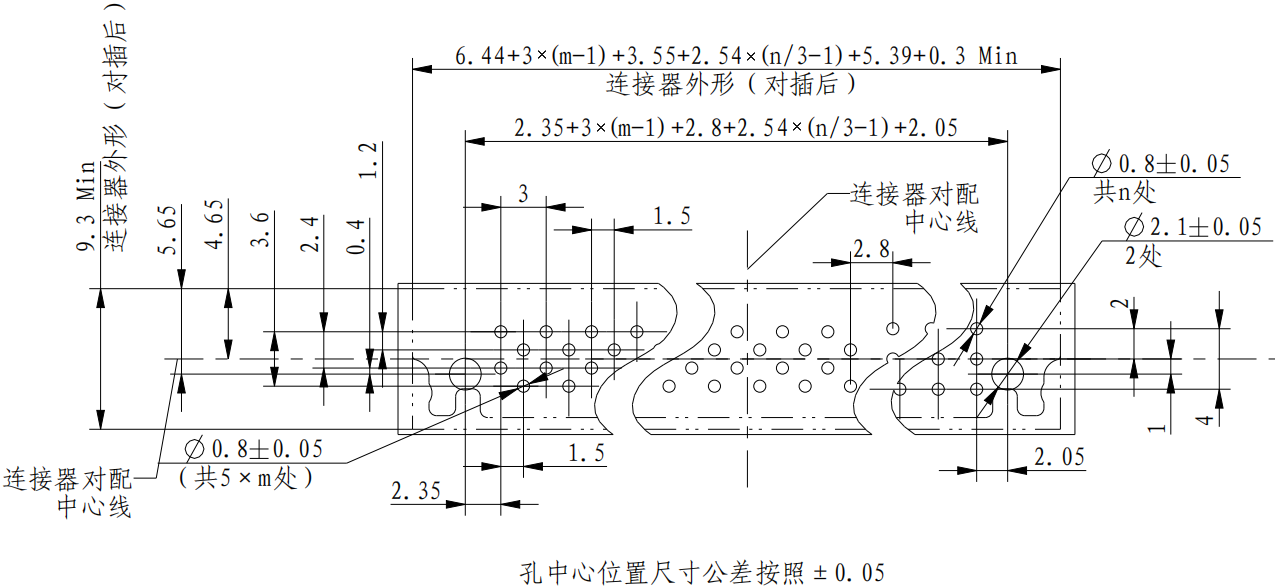 6.44+3×(m-1)+3.55+2.54×(n/3-1)+5.39+0.3 Min
连接器外形(对插后)
2.35+3×(m-1)+2.8+2.54×(n/3-1)+2.05
9.3 Min
连接器外形(对插后)
5.65
4.65
3.6
2.4
0.4
1.2
3
1.5
连接器对配
中心线
2.8
∅0.8±0.05
共n处
∅2.1±0.05
2处
2
1
4
∅0.8±0.05
(共5×m处)
连接器对配
中心线
1.5
2.35
2.05
孔中心位置尺寸公差按照±0.05